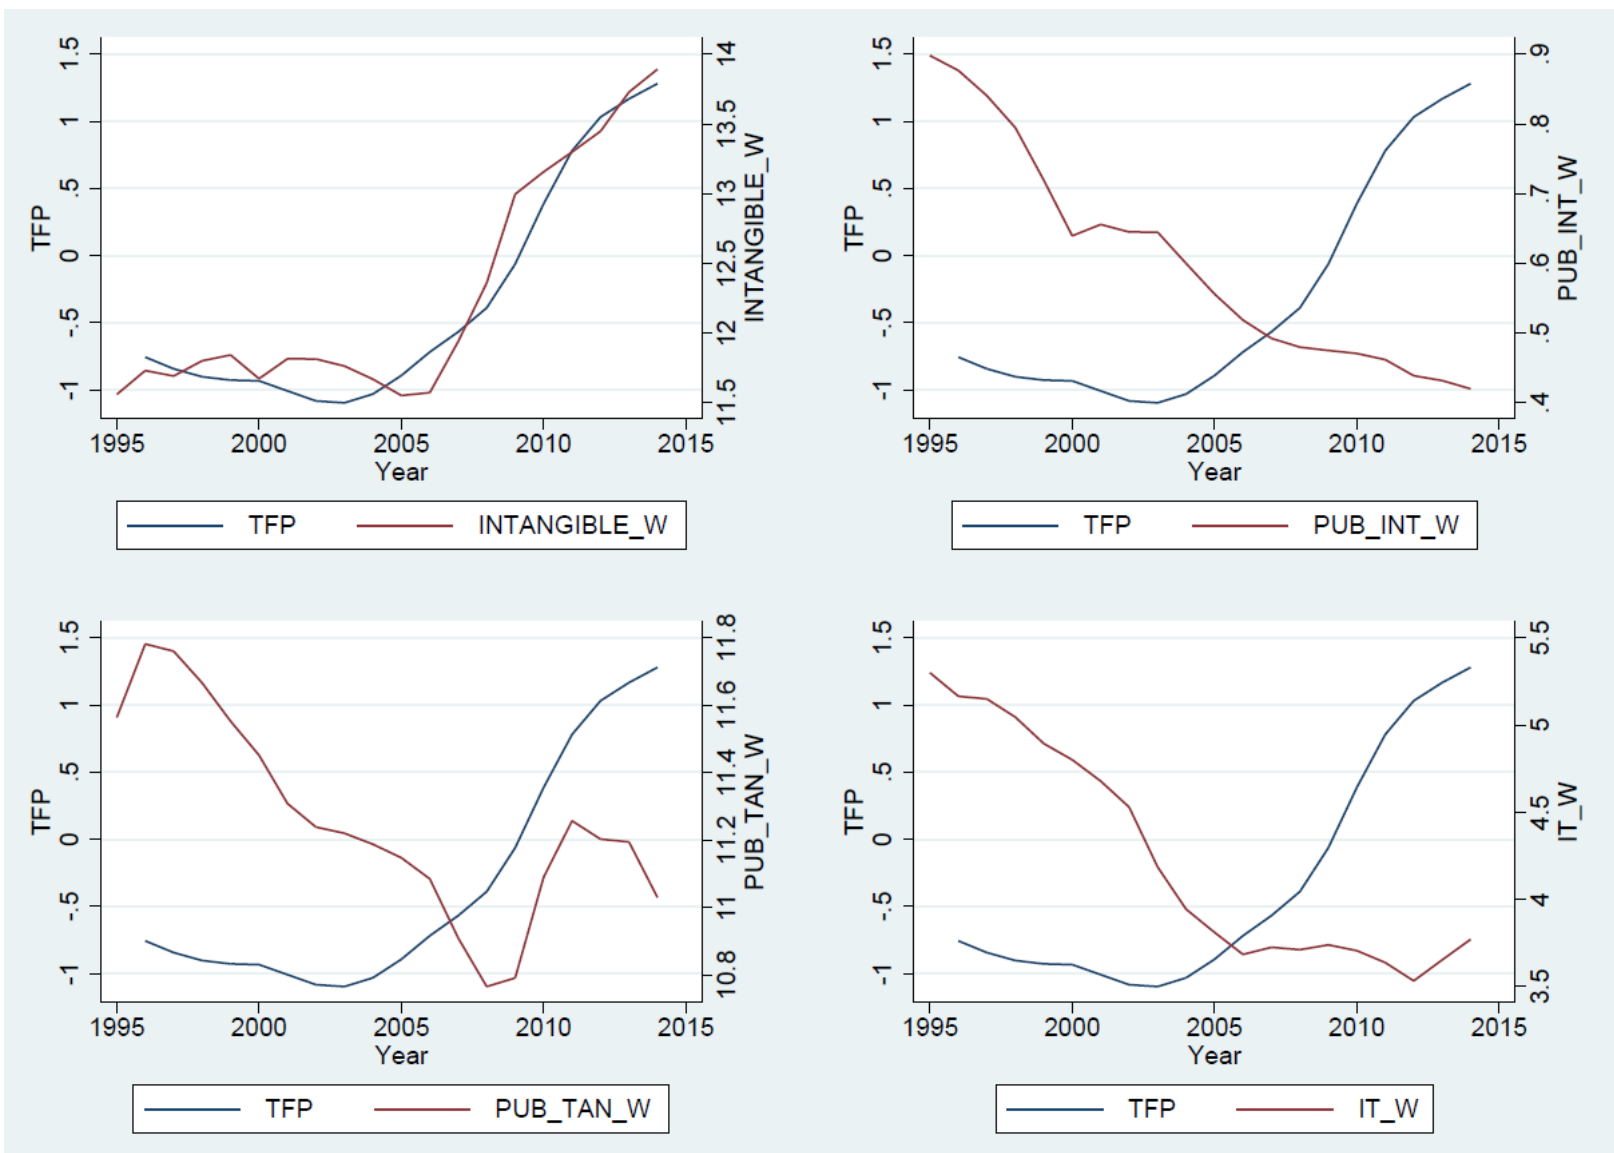 1.5
1
.5
0
-.5
-1
TFP
14
13.5
13
12.5
12
11.5
INTANGIBLE_W
1995 2000 2005 2010 2015
Year
TFP INTANGIBLE_W
1.5
1
.5
0
-.5
-1
TFP
.9
.8
.7
.6
.5
.4
PUB_INT_W
1995 2000 2005 2010 2015
Year
TFP PUB_INT_W
1.5
1
.5
0
-.5
-1
TFP
11.8
11.6
11.4
11.2
11
10.8
PUB_TAN_W
1995 2000 2005 2010 2015
Year
TFP PUB_TAN_W
1.5
1
.5
0
-.5
-1
TFP
5.5
5
4.5
4
3.5
IT_W
1995 2000 2005 2010 2015
Year
TFP IT_W